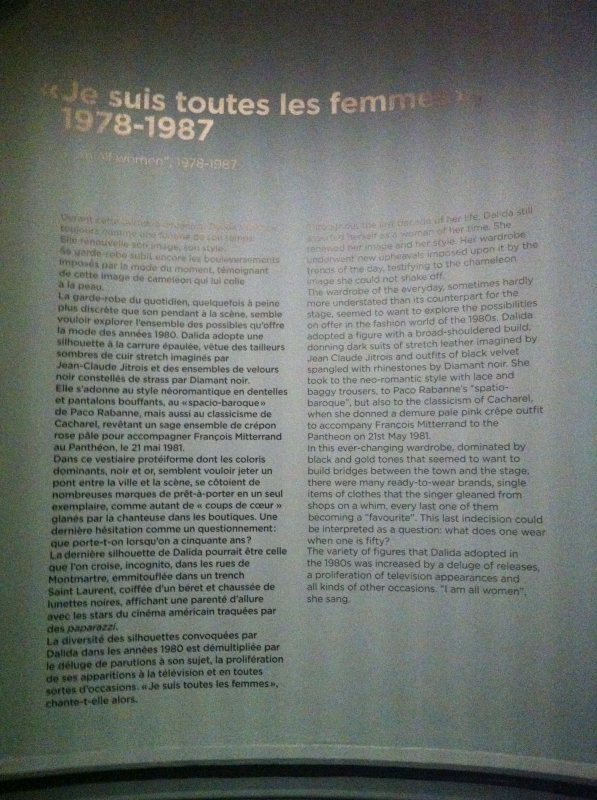 «Je suis toutes les femmes»
1978-1987
all women", 1978-1987
toujours comme une femme de son temps.
Elle renouvelle son image, son style.
Sa garde-robe subit encore les bouleversements
imposés par la mode du moment, témoignant
de cette image de caméléon qui lui colle
à la peau.
La garde-robe du quotidien, quelquefois à peine
plus discrète que son pendant à la scène, semble
vouloir explorer l'ensemble des possibles qu'offre
la mode des années 1980. Dalida adopte une
silhouette à la carrure épaulée, vêtue des tailleurs
sombres de cuir stretch imaginés par
Jean-Claude Jitrois et des ensembles de velours
noir constellés de strass par Diamant noir.
Elle s'adonne au style néoromantique en dentelles
et pantalons bouffants, au «spacio-baroque»
de Paco Rabanne, mais aussi au classicisme de
Cacharel, revêtant un sage ensemble de crépon
rose pâle pour accompagner François Mitterrand
au Panthéon, le 21 mai 1981.
Dans ce vestiaire protéiforme dont les coloris
dominants, noir et or, semblent vouloir jeter un
pont entre la ville et la scène, se côtoient de
nombreuses marques de prêt-à-porter en un seul
exemplaire, comme autant de « coups de cœur »
glanés par la chanteuse dans les boutiques. Une
dernière hésitation comme un questionnement:
que porte-t-on lorsqu'on a cinquante ans?
La dernière silhouette de Dalida pourrait être celle
que l'on croise, incognito, dans les rues de
Montmartre, emmitouflée dans un trench
Saint Laurent, coiffée d'un béret et chaussée de
lunettes noires, affichant une parenté d'allure
avec les stars du cinéma américain traquées par
des paparazzi.
La diversité des silhouettes convoquées par
Dalida dans les années 1980 est démultipliée par
le déluge de parutions à son sujet, la prolifération
de ses apparitions à la télévision et en toutes
sortes d'occasions. «Je suis toutes les femmes»,
chante-t-elle alors.
Throughout the last decade of her life, Dalida still
asserted herself as a woman of her time. She
renewed her image and her style. Her wardrobe
underwent new upheavals imposed upon it by the
trends of the day, testifying to the chameleon
image she could not shake off.
The wardrobe of the everyday, sometimes hardly
more understated than its counterpart for the
stage, seemed to want to explore the possibilities
on offer in the fashion world of the 1980s. Dalida
adopted a figure with a broad-shouldered build,
donning dark suits of stretch leather imagined by
Jean Claude Jitrois and outfits of black velvet
spangled with rhinestones by Diamant noir. She
took to the neo-romantic style with lace and
baggy trousers, to Paco Rabanne's "spatio-
baroque", but also to the classicism of Cacharel,
when she donned a demure pale pink crêpe outfit
to accompany François Mitterrand to the
Pantheon on 21st May 1981.
In this ever-changing wardrobe, dominated by
black and gold tones that seemed to want to
build bridges between the town and the stage,
there were many ready-to-wear brands, single
items of clothes that the singer gleaned from
shops on a whim, every last one of them
becoming a "favourite". This last indecision could
be interpreted as a question: what does one wear
when one is fifty?
The variety of figures that Dalida adopted in
the 1980s was increased by a deluge of releases,
a proliferation of television appearances and
all kinds of other occasions. "I am all women",
she sang.